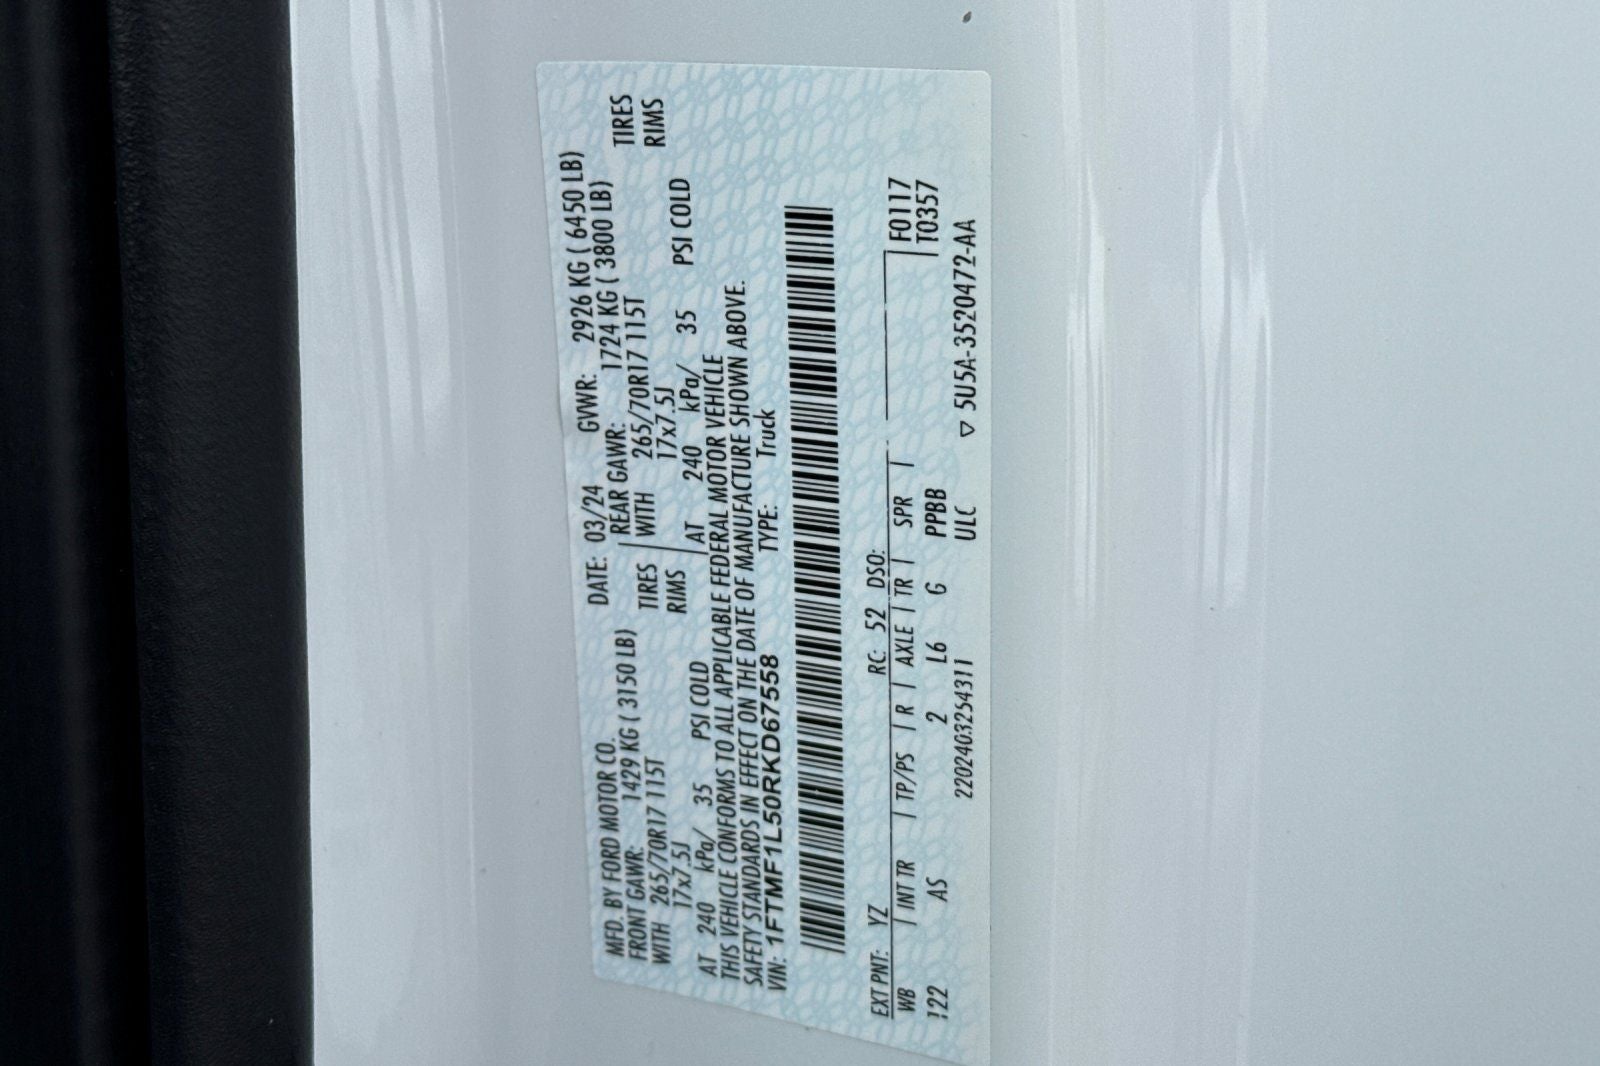 MFD. BY FORD MOTOR CO.
DATE: 03/24 GVWR: 2926 KG ( 6450 LB)
FRONT GAWR: 1429 KG ( 3150 LB) REAR GAWR: 1724 KG ( 3800 LB)
WITH 265/70R17 115T TIRES WITH 265/70R17 115T TIRES
17x7.5J RIMS 17x7.5J RIMS
AT 240 kPa/ 35 PSI COLD AT 240 kPa/ 35 PSI COLD
THIS VEHICLE CONFORMS TO ALL APPLICABLE FEDERAL MOTOR VEHICLE
SAFETY STANDARDS IN EFFECT ON THE DATE OF MANUFACTURE SHOWN ABOVE.
VIN: 1FTMF1L50RKD67558 TYPE: Truck
EXT PNT: YZ RC: 52 DSO: F0117
WB | INT TR | TP/PS | R | AXLE | TR | SPR | T0357
122 AS 2 L6 G PPBB
220240325431​1 ULC ▽ 5U5A-3520472-AA